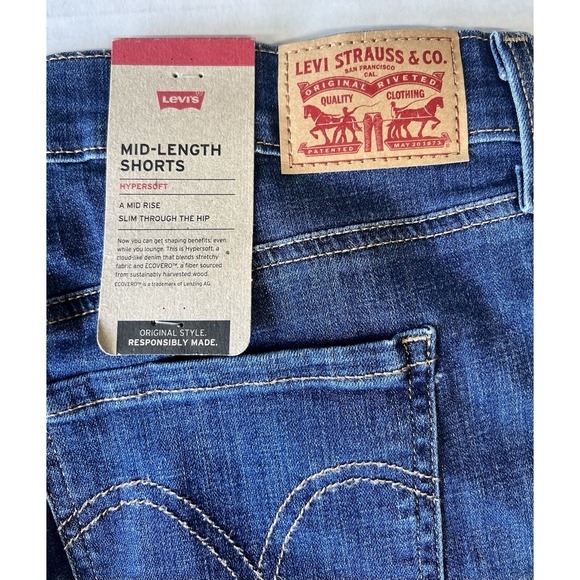 LEVI'S
MID-LENGTH
SHORTS
HYPERSOFT
A MID RISE
SLIM THROUGH THE HIP
Now you can get shaping benefits, even
while you lounge. This is Hypersoft, a
cloud-like denim that blends stretchy
fabric and ECOVERO™, a fiber sourced
from sustainably harvested wood.
ECOVERO™ is a trademark of Lenzing AG.
ORIGINAL STYLE.
RESPONSIBLY MADE.
LEVI STRAUSS & CO.
SAN FRANCISCO
CAL.
ORIGINAL RIVETED
QUALITY CLOTHING
PATENTED MAY 20 1873